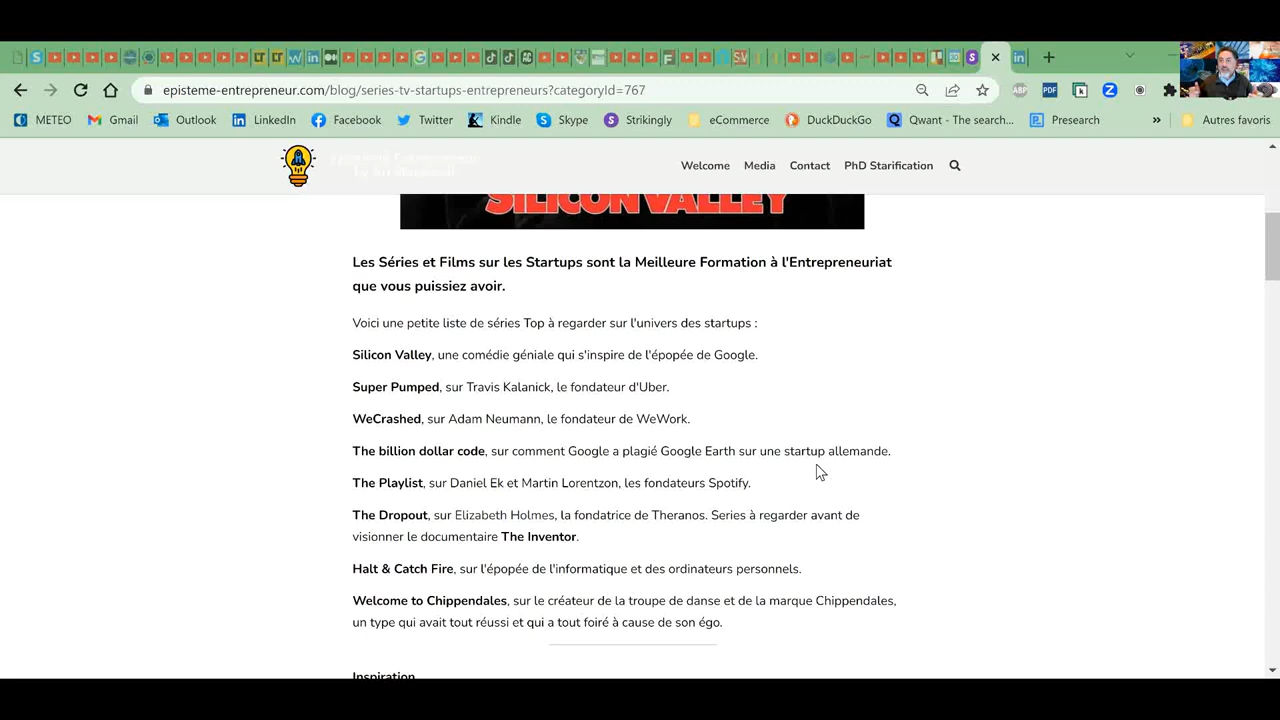 episteme-entrepreneur.com/blog/series-tv-startups-entrepreneurs?categoryId=767
ABP
PDF
METEO
Gmail
Outlook
LinkedIn
Facebook
Twitter
Kindle
Skype
Strikingly
eCommerce
DuckDuckGo
Qwant - The search...
Presearch
»
Autres favoris
Welcome
Media
Contact
PhD Starification
SILICON VALLEY
Les Séries et Films sur les Startups sont la Meilleure Formation à l'Entrepreneuriat
que vous puissiez avoir.
Voici une petite liste de séries Top à regarder sur l'univers des startups :
Silicon Valley, une comédie géniale qui s'inspire de l'épopée de Google.
Super Pumped, sur Travis Kalanick, le fondateur d'Uber.
WeCrashed, sur Adam Neumann, le fondateur de WeWork.
The billion dollar code, sur comment Google a plagié Google Earth sur une startup allemande.
The Playlist, sur Daniel Ek et Martin Lorentzon, les fondateurs Spotify.
The Dropout, sur Elizabeth Holmes, la fondatrice de Theranos. Series à regarder avant de
visionner le documentaire The Inventor.
Halt & Catch Fire, sur l'épopée de l'informatique et des ordinateurs personnels.
Welcome to Chippendales, sur le créateur de la troupe de danse et de la marque Chippendales,
un type qui avait tout réussi et qui a tout foiré à cause de son égo.
Inspiration